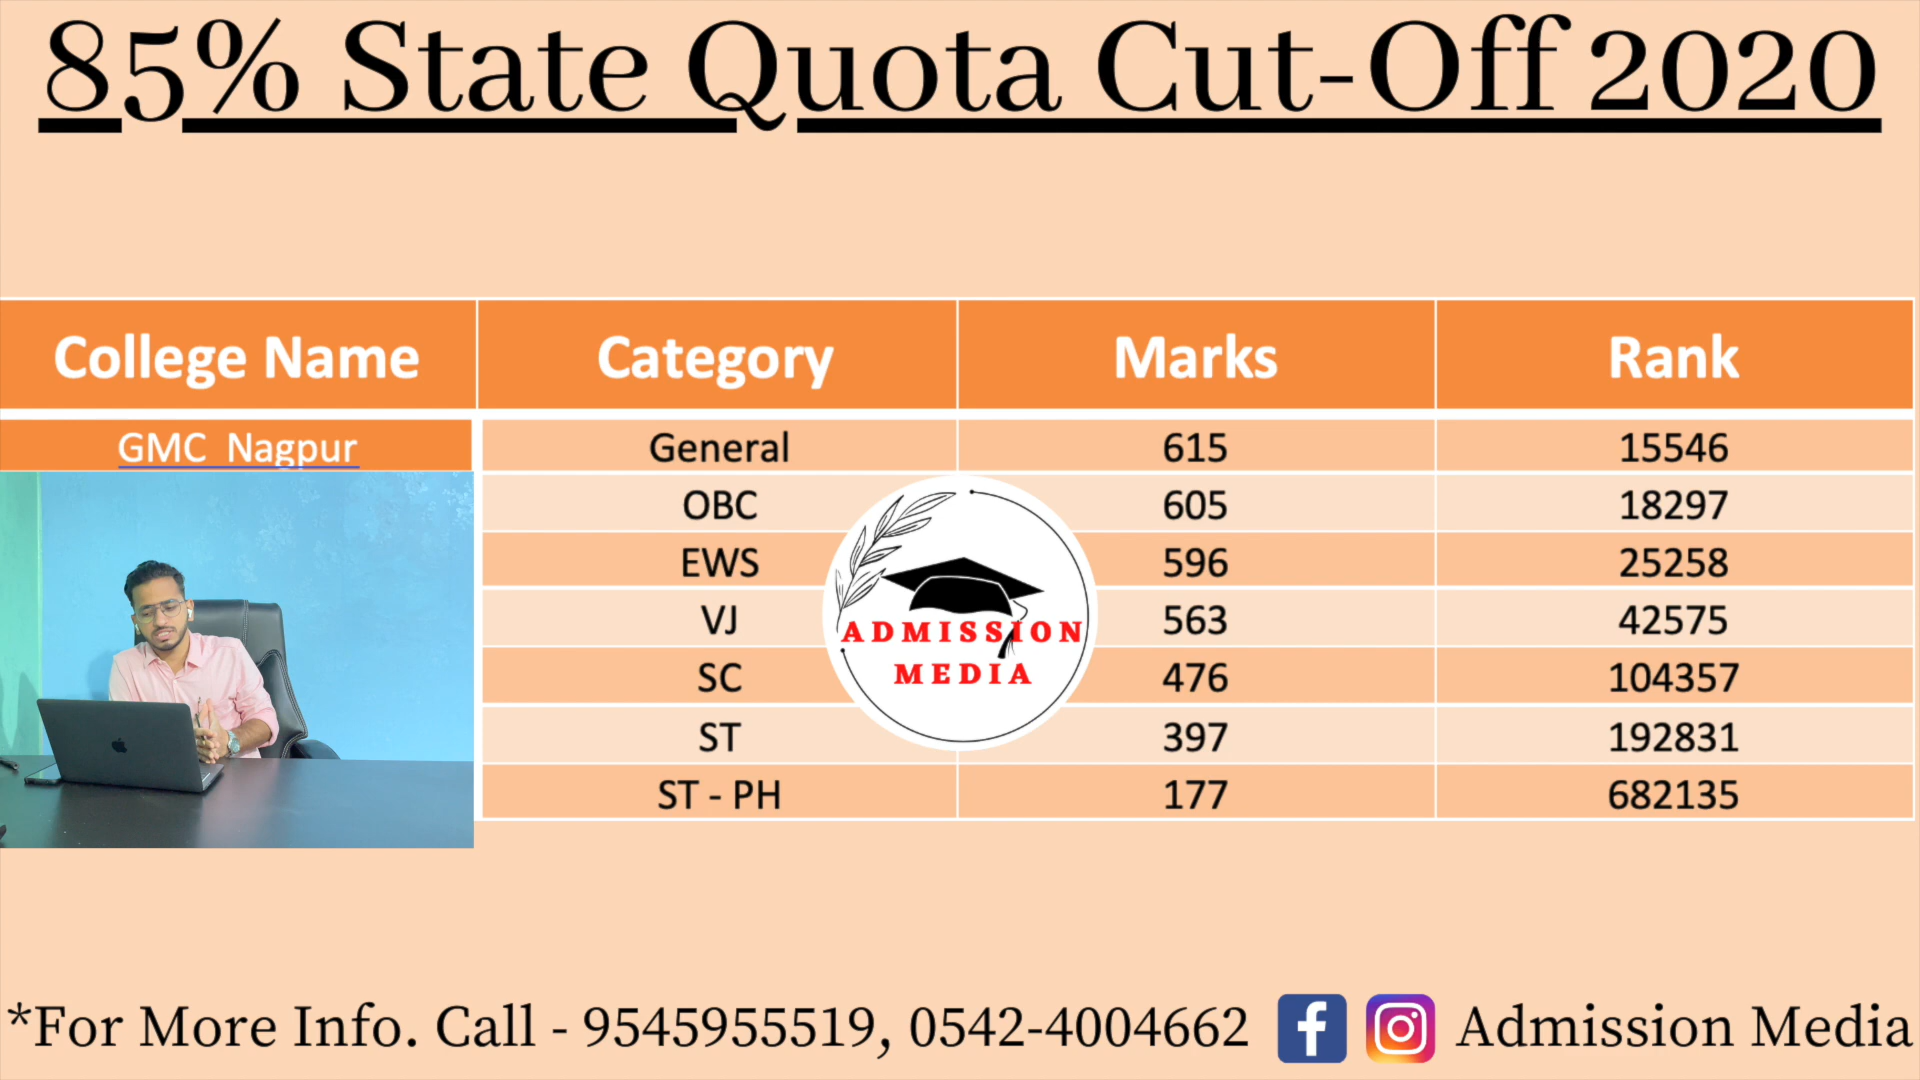 85% State Quota Cut-Off 2020
College Name Category Marks Rank
GMC Nagpur General 615 15546
OBC 605 18297
EWS 596 25258
VJ 563 42575
SC 476 104357
ST 397 192831
ST - PH 177 682135
ADMISSION
MEDIA
*For More Info. Call - 9545955519, 0542-4004662 Admission Media